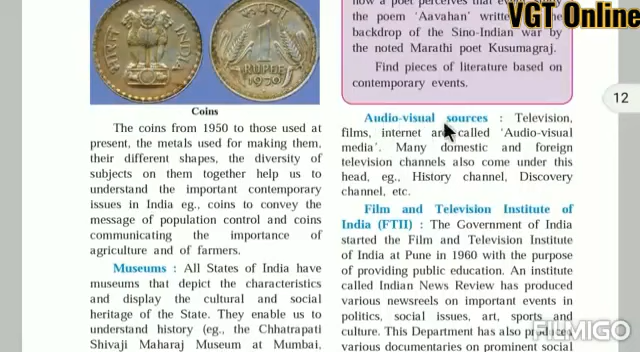 भारत INDIA
रुपया
1
RUPEE
Coins
The coins from 1950 to those used at
present, the metals used for making them,
their different shapes, the diversity of
subjects on them together help us to
understand the important contemporary
issues in India eg., coins to convey the
message of population control and coins
communicating the importance of
agriculture and of farmers.
Museums : All States of India have
museums that depict the characteristics
and display the cultural and social
heritage of the State. They enable us to
understand history (eg., the Chhatrapati
Shivaji Maharaj Museum at Mumbai,
how a poet perceives that
the poem 'Aavahan'
backdrop of the Sino-Indian war by
the noted Marathi poet Kusumagraj.
Find pieces of literature based on
contemporary events.
Audio-visual sources : Television,
films, internet are called 'Audio-visual
media'. Many domestic and foreign
television channels also come under this
head, eg., History channel, Discovery
channel, etc.
Film and Television Institute of
India (FTII) : The Government of India
started the Film and Television Institute
of India at Pune in 1960 with the purpose
of providing public education. An institute
called Indian News Review has produced
various newsreels on important events in
politics, social issues, art, sports and
culture. This Department has also produced
various documentaries on prominent social
VGT Online
12
FILMIGO